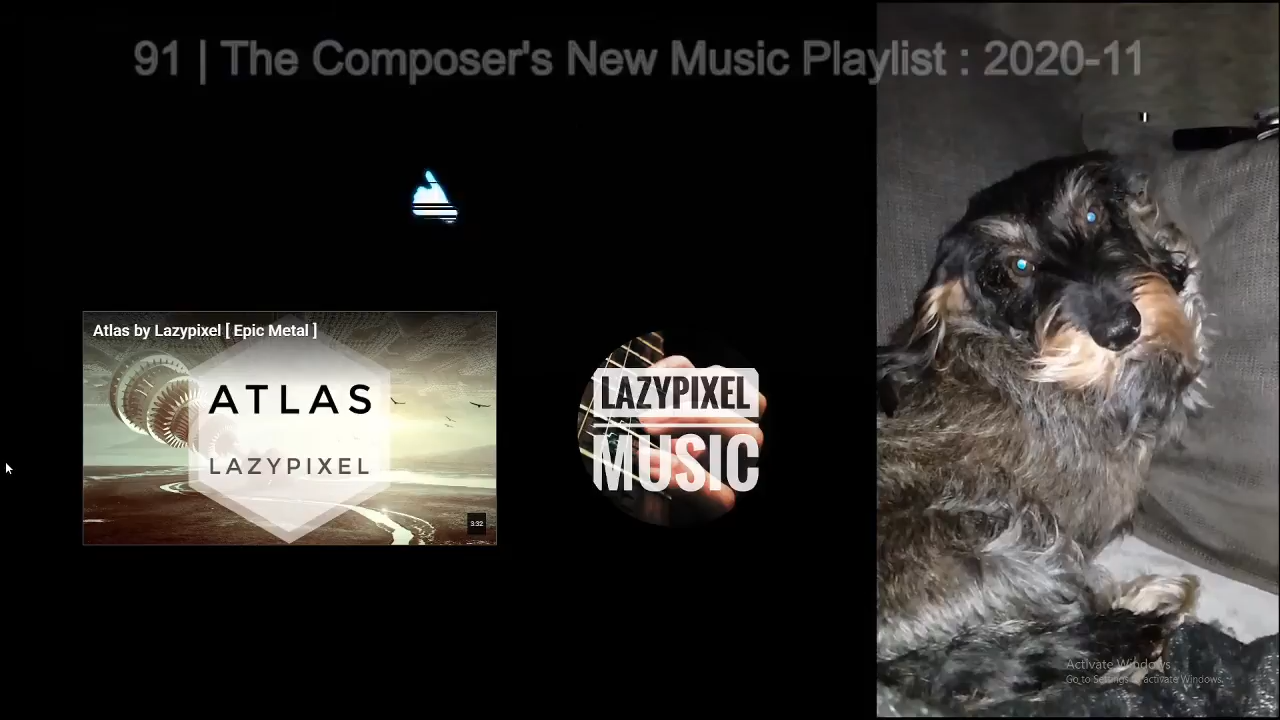 91 | The Composer's New Music Playlist : 2020-11
Atlas by Lazypixel [ Epic Metal ]
ATLAS
LAZYPIXEL
3:32
LAZYPIXEL
MUSIC
Activate Windows
Go to Settings to activate Windows.